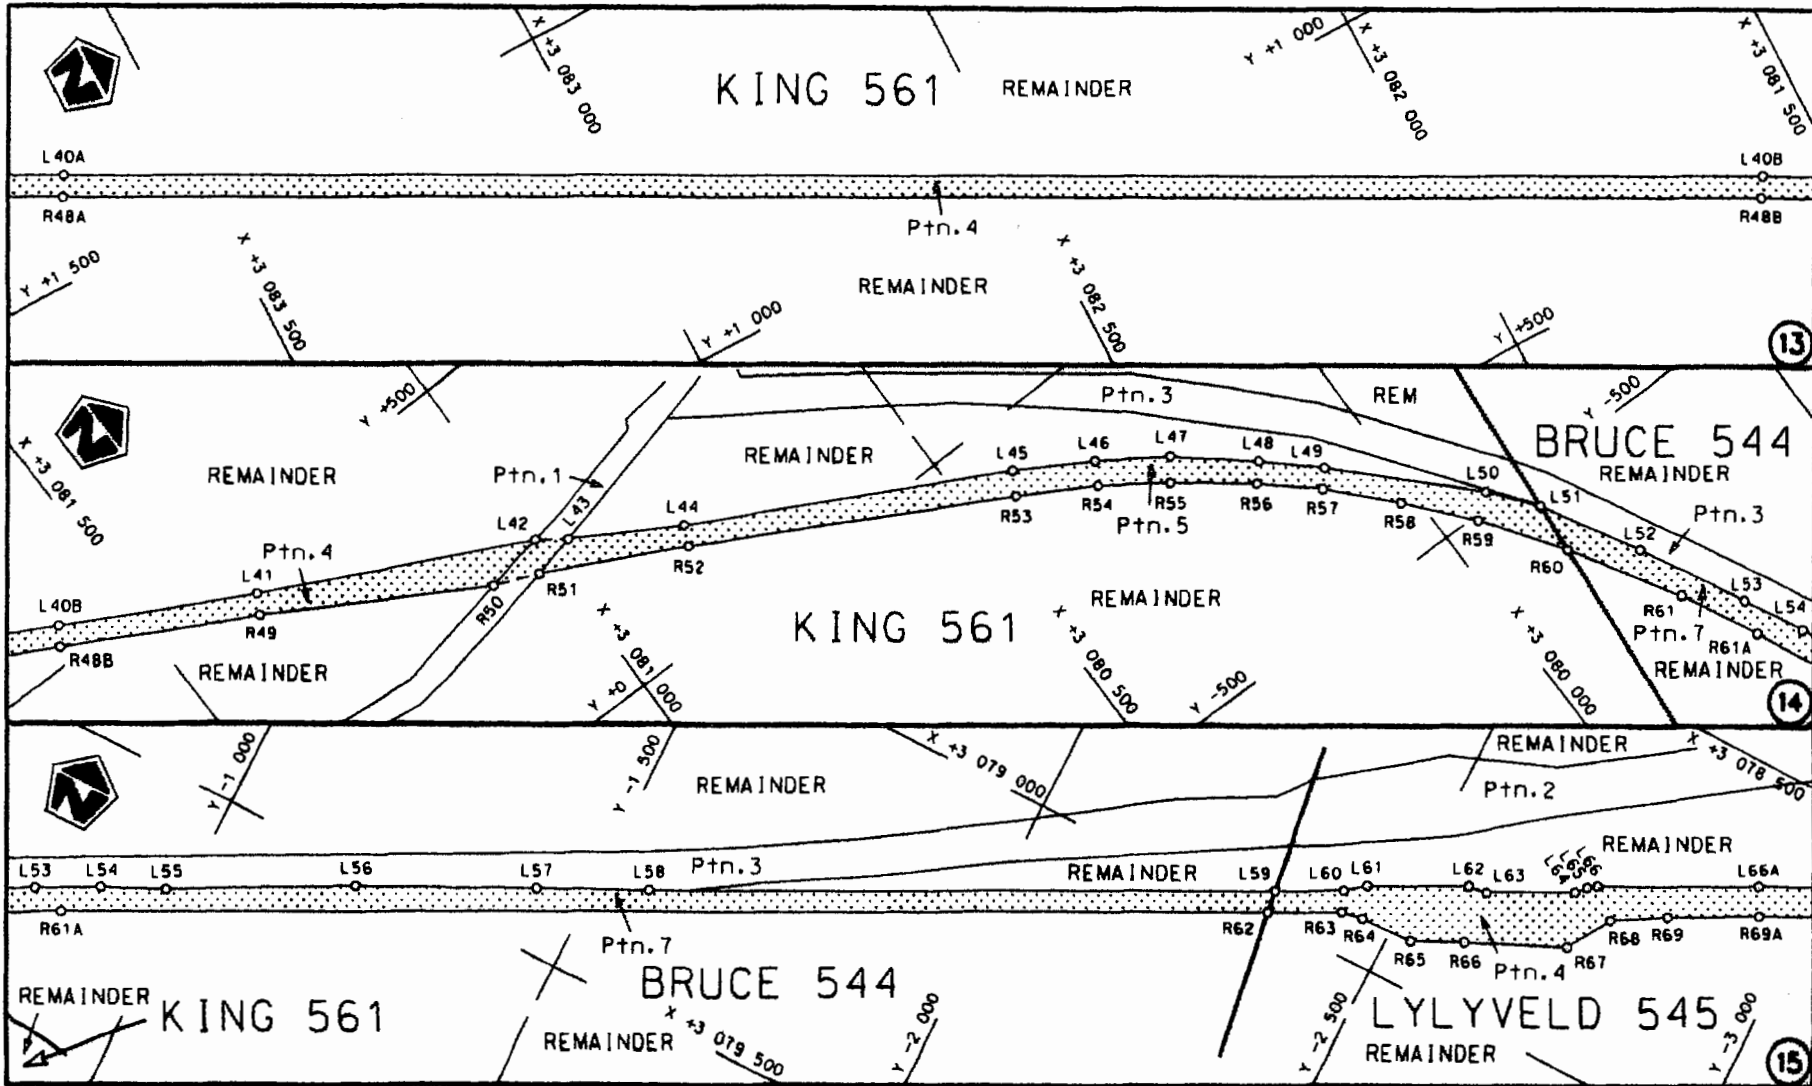 X +3 083 000
KING 561
REMAINDER
Y +1 000
X +3 082 000
X +3 081 500
L40A
L40B
R48A
R48B
Ptn.4
Y +1 500
X +3 083 500
REMAINDER
Y +1 000
X +3 082 500
Y +500
13
Y +500
Ptn.3
REM
Y -500
BRUCE 544
REMAINDER
X +3 081 500
REMAINDER
Ptn.1
REMAINDER
L45
L46
L47
L48
L49
L50
L51
L42
L43
L44
R53
R54
R55
R56
R57
R58
R59
Ptn.5
Ptn.3
L52
Ptn.4
L41
L40B
R48B
R49
R50
R51
R52
R60
L53
L54
R61
Ptn.7
R61A
REMAINDER
REMAINDER
KING 561
REMAINDER
X +3 081 000
Y +0
X +3 080 500
Y -500
X +3 080 000
14
Y -1 000
Y -1 500
REMAINDER
X +3 079 000
REMAINDER
X +3 078 500
Ptn.2
L53
L54
L55
L56
L57
L58
Ptn.3
REMAINDER
L59
L60
L61
L62
L63
L64
L65
L66
REMAINDER
L66A
R61A
Ptn.7
R62
R63
R64
R65
R66
Ptn.4
R67
R68
R69
R69A
REMAINDER
KING 561
BRUCE 544
REMAINDER
X +3 079 500
Y -2 000
Y -2 500
LYLYVELD 545
REMAINDER
Y -3 000
15